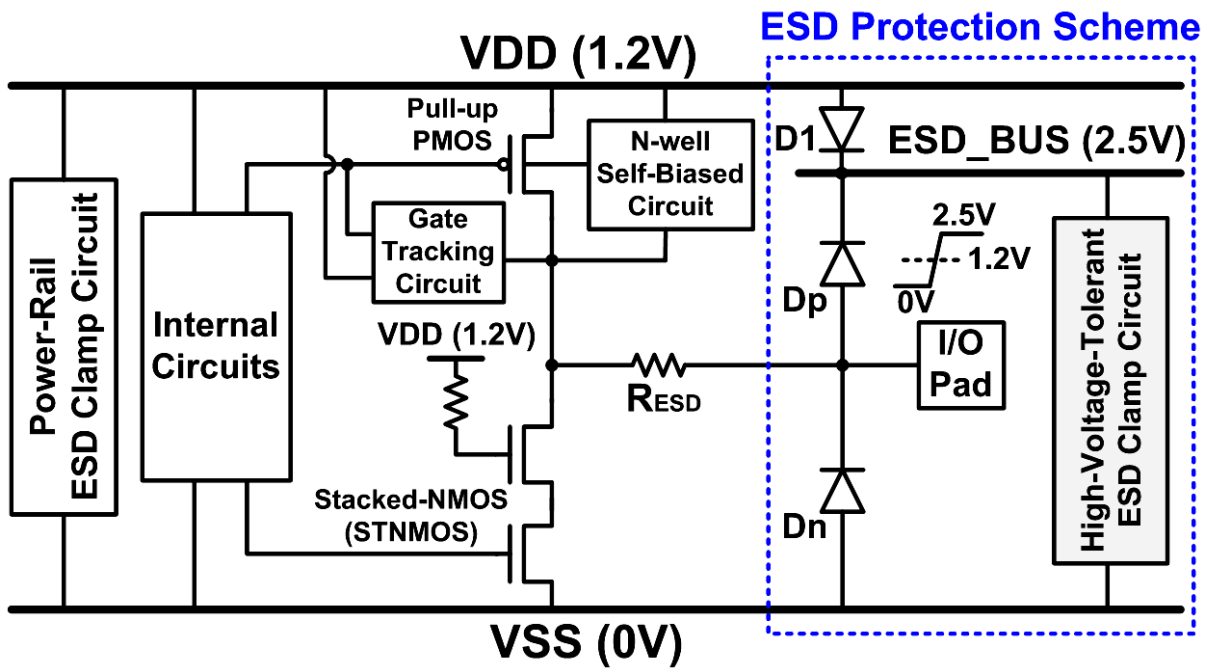 ESD Protection Scheme
VDD (1.2V)
Pull-up
PMOS
N-well
Self-Biased
Circuit
D1
ESD_BUS (2.5V)
Gate
Tracking
Circuit
2.5V
1.2V
0V
Dp
Power-Rail
ESD Clamp Circuit
Internal
Circuits
VDD (1.2V)
RESD
I/O
Pad
High-Voltage-Tolerant
ESD Clamp Circuit
Stacked-NMOS
(STNMOS)
Dn
VSS (0V)